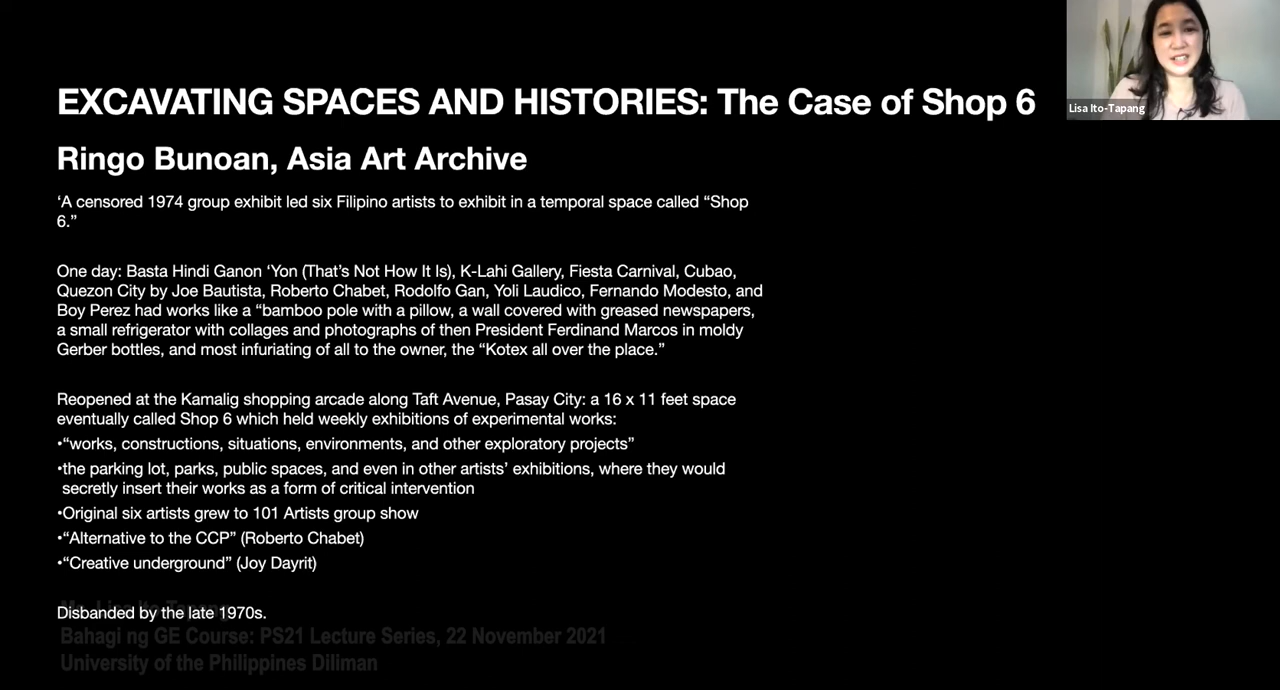 EXCAVATING SPACES AND HISTORIES: The Case of Shop 6
Lisa Ito-Tapang
Ringo Bunoan, Asia Art Archive
‘A censored 1974 group exhibit led six Filipino artists to exhibit in a temporal space called “Shop
6.”
One day: Basta Hindi Ganon ‘Yon (That’s Not How It Is), K-Lahi Gallery, Fiesta Carnival, Cubao,
Quezon City by Joe Bautista, Roberto Chabet, Rodolfo Gan, Yoli Laudico, Fernando Modesto, and
Boy Perez had works like a “bamboo pole with a pillow, a wall covered with greased newspapers,
a small refrigerator with collages and photographs of then President Ferdinand Marcos in moldy
Gerber bottles, and most infuriating of all to the owner, the “Kotex all over the place.”
Reopened at the Kamalig shopping arcade along Taft Avenue, Pasay City: a 16 x 11 feet space
eventually called Shop 6 which held weekly exhibitions of experimental works:
•“works, constructions, situations, environments, and other exploratory projects”
•the parking lot, parks, public spaces, and even in other artists’ exhibitions, where they would
secretly insert their works as a form of critical intervention
•Original six artists grew to 101 Artists group show
•“Alternative to the CCP” (Roberto Chabet)
•“Creative underground” (Joy Dayrit)
Ms. Lisa Ito-Tapang
Disbanded by the late 1970s.
Bahagi ng GE Course: PS21 Lecture Series, 22 November 2021
University of the Philippines Diliman